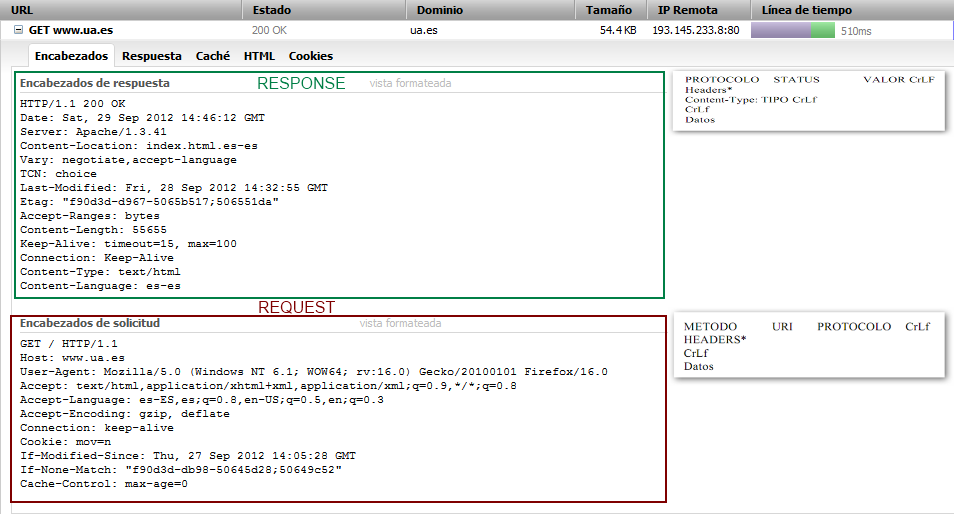 URL Estado Dominio Tamaño IP Remota Línea de tiempo
GET www.ua.es 200 OK ua.es 54.4 KB 193.145.233.8:80 510ms
Encabezados Respuesta Caché HTML Cookies
Encabezados de respuesta RESPONSE vista formateada
HTTP/1.1 200 OK
Date: Sat, 29 Sep 2012 14:46:12 GMT
Server: Apache/1.3.41
Content-Location: index.html.es-es
Vary: negotiate,accept-language
TCN: choice
Last-Modified: Fri, 28 Sep 2012 14:32:55 GMT
Etag: "f90d3d-d967-5065b517;506551da"
Accept-Ranges: bytes
Content-Length: 55655
Keep-Alive: timeout=15, max=100
Connection: Keep-Alive
Content-Type: text/html
Content-Language: es-es
PROTOCOLO STATUS VALOR CrLF
Headers*
Content-Type: TIPO CrLf
CrLf
Datos
REQUEST
Encabezados de solicitud vista formateada
GET / HTTP/1.1
Host: www.ua.es
User-Agent: Mozilla/5.0 (Windows NT 6.1; WOW64; rv:16.0) Gecko/20100101 Firefox/16.0
Accept: text/html,application/xhtml+xml,application/xml;q=0.9,*/*;q=0.8
Accept-Language: es-ES,es;q=0.8,en-US;q=0.5,en;q=0.3
Accept-Encoding: gzip, deflate
Connection: keep-alive
Cookie: mov=n
If-Modified-Since: Thu, 27 Sep 2012 14:05:28 GMT
If-None-Match: "f90d3d-db98-50645d28;50649c52"
Cache-Control: max-age=0
METODO URI PROTOCOLO CrLf
HEADERS*
CrLf
Datos